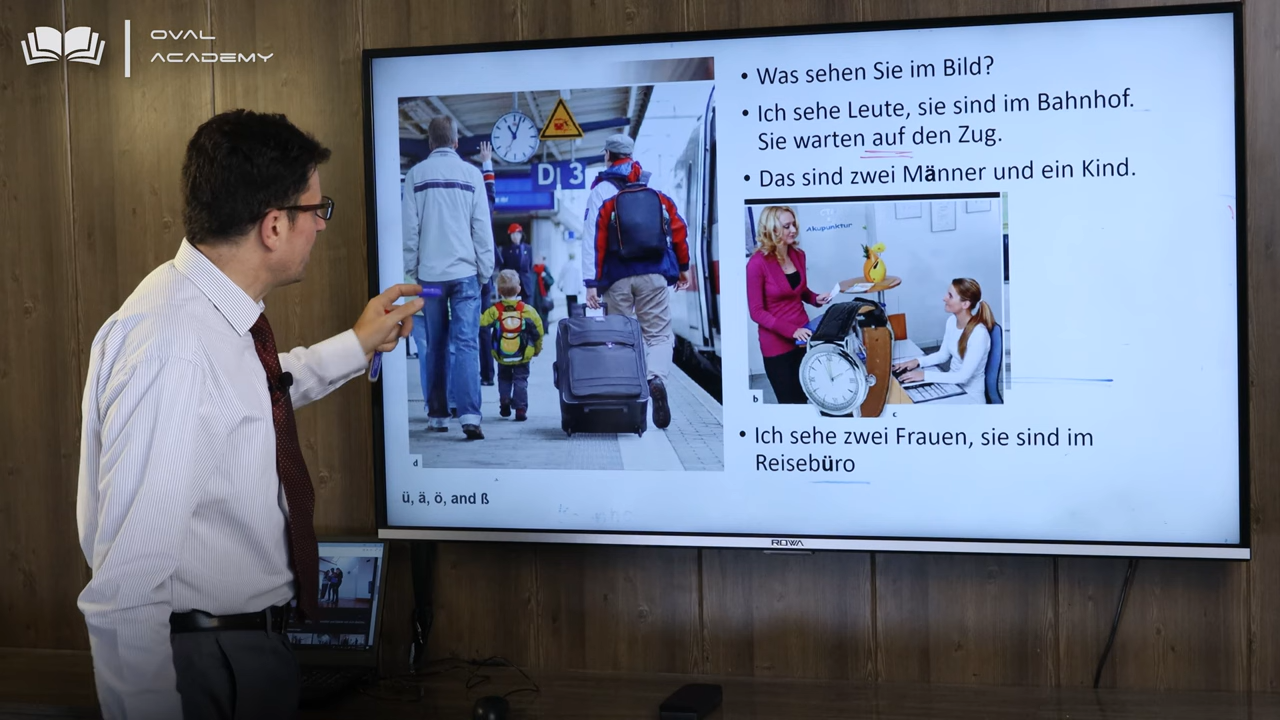 OVAL
ACADEMY
• Was sehen Sie im Bild?
• Ich sehe Leute, sie sind im Bahnhof.
Sie warten auf den Zug.
• Das sind zwei Männer und ein Kind.
D 3
Akupunktur
b
c
• Ich sehe zwei Frauen, sie sind im
Reisebüro
d
ü, ä, ö, and ß
ROWA